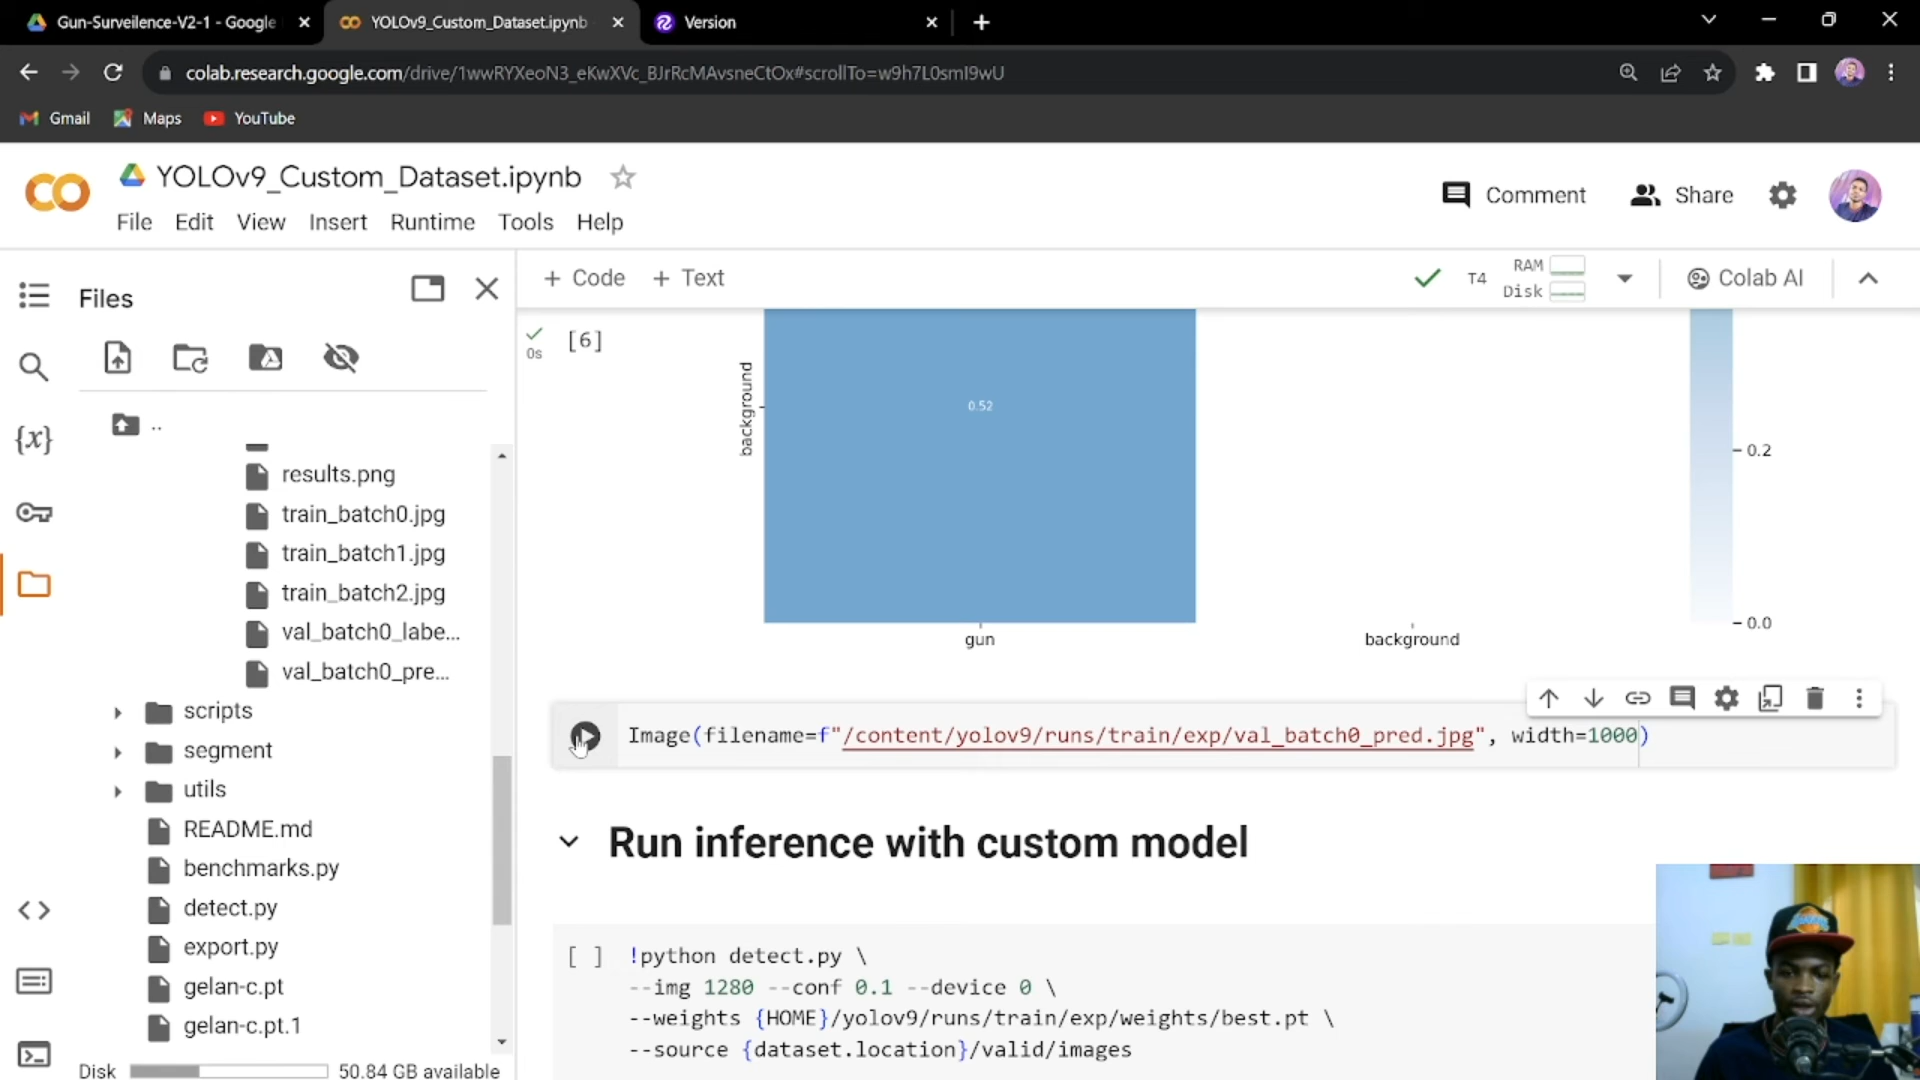 Gun-Surveilence-V2-1 - Google
YOLOv9_Custom_Dataset.ipynb
Version
colab.research.google.com/drive/1wwRYXeoN3_eKwXVc_BJrRcMAvsneCtOx#scrollTo=w9h7L0smI9wU
Gmail
Maps
YouTube
YOLOv9_Custom_Dataset.ipynb
File Edit View Insert Runtime Tools Help
Comment
Share
Files
+ Code + Text
T4
RAM
Disk
Colab AI
..
results.png
train_batch0.jpg
train_batch1.jpg
train_batch2.jpg
val_batch0_labe...
val_batch0_pre...
scripts
segment
utils
README.md
benchmarks.py
detect.py
export.py
gelan-c.pt
gelan-c.pt.1
Disk 50.84 GB available
{x}
0s
[6]
background
0.52
0.2
0.0
gun
background
Image(filename=f"/content/yolov9/runs/train/exp/val_batch0_pred.jpg", width=1000)
Run inference with custom model
[ ] !python detect.py \
--img 1280 --conf 0.1 --device 0 \
--weights {HOME}/yolov9/runs/train/exp/weights/best.pt \
--source {dataset.location}/valid/images